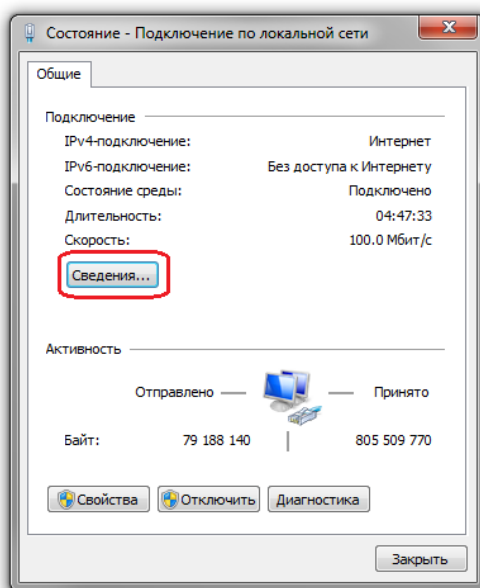 Состояние - Подключение по локальной сети
Общие
Подключение
IPv4-подключение: Интернет
IPv6-подключение: Без доступа к Интернету
Состояние среды: Подключено
Длительность: 04:47:33
Скорость: 100.0 Мбит/с
Сведения...
Активность
Отправлено — — Принято
Байт: 79 188 140 | 805 509 770
Свойства Отключить Диагностика
Закрыть